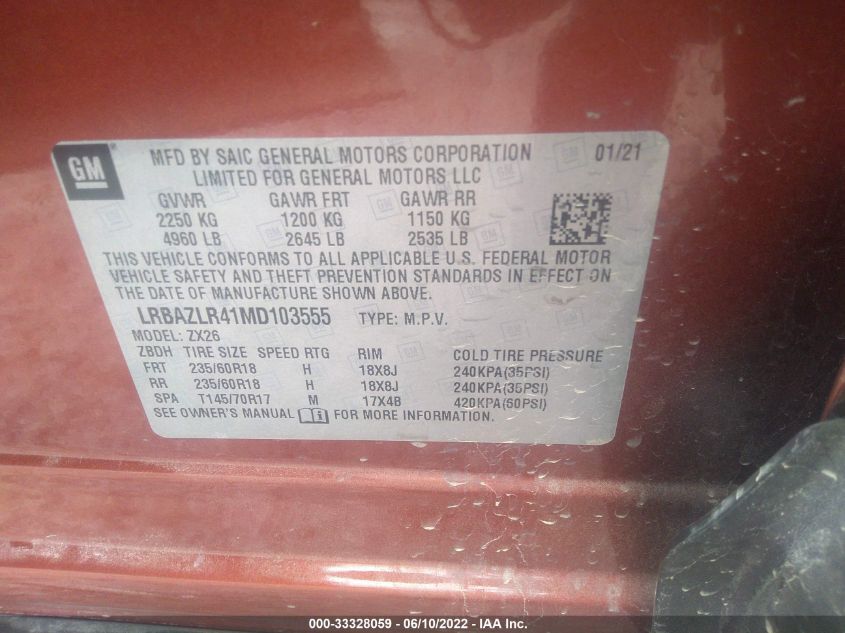 GM
MFD BY SAIC GENERAL MOTORS CORPORATION 01/21
LIMITED FOR GENERAL MOTORS LLC
GVWR GAWR FRT GAWR RR
2250 KG 1200 KG 1150 KG
4960 LB 2645 LB 2535 LB
THIS VEHICLE CONFORMS TO ALL APPLICABLE U.S. FEDERAL MOTOR
VEHICLE SAFETY AND THEFT PREVENTION STANDARDS IN EFFECT ON
THE DATE OF MANUFACTURE SHOWN ABOVE.
LRBAZLR41MD103555 TYPE: M.P.V.
MODEL: ZX26
ZBDH TIRE SIZE SPEED RTG RIM COLD TIRE PRESSURE
FRT 235/60R18 H 18X8J 240KPA(35PSI)
RR 235/60R18 H 18X8J 240KPA(35PSI)
SPA T145/70R17 M 17X4B 420KPA(60PSI)
SEE OWNER'S MANUAL FOR MORE INFORMATION.
000-33328059 - 06/10/2022 - IAA Inc.